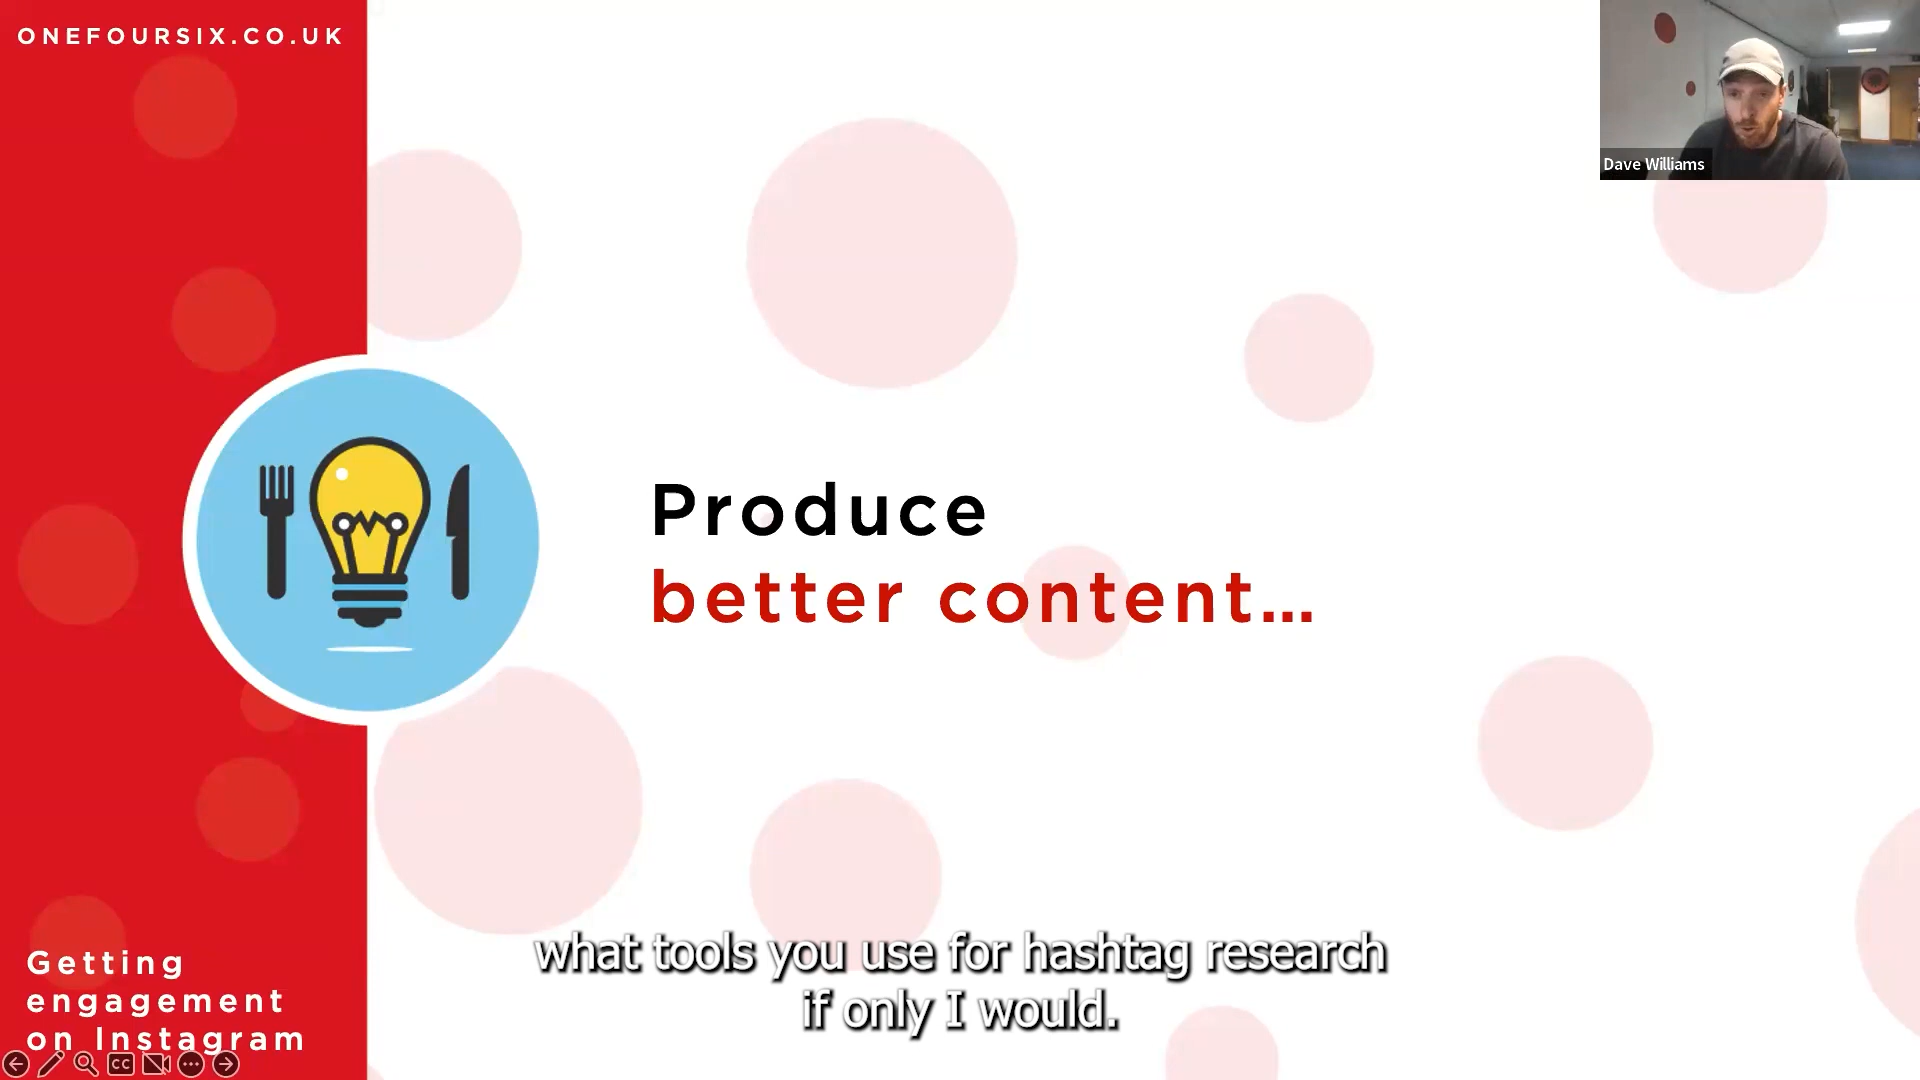 ONEFOURSIX.CO.UK
Dave Williams
Produce
better content...
what tools you use for hashtag research
if only I would.
Getting
engagement
on Instagram
CC